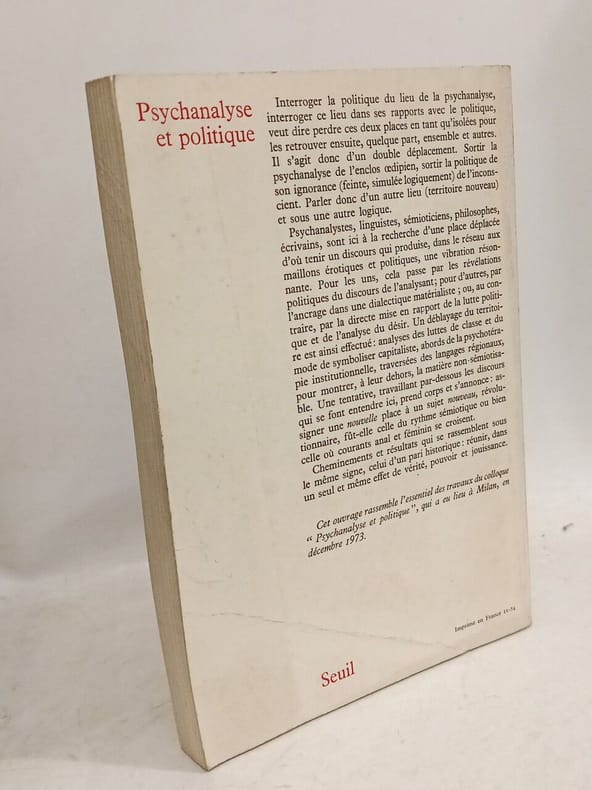 Psychanalyse
et politique
Interroger la politique du lieu de la psychanalyse,
interroger ce lieu dans ses rapports avec le politique,
veut dire perdre ces deux places en tant qu'isolées pour
les retrouver ensuite, quelque part, ensemble et autres.
Il s'agit donc d'un double déplacement. Sortir la
psychanalyse de l'enclos œdipien, sortir la politique de
son ignorance (feinte, simulée logiquement) de l'incons-
cient. Parler donc d'un autre lieu (territoire nouveau)
et sous une autre logique.
Psychanalystes, linguistes, sémioticiens, philosophes,
écrivains, sont ici à la recherche d'une place déplacée
d'où tenir un discours qui produise, dans le réseau aux
maillons érotiques et politiques, une vibration réson-
nante. Pour les uns, cela passe par les révélations
politiques du discours de l'analysant; pour d'autres, par
l'ancrage dans une dialectique matérialiste; ou, au con-
traire, par la directe mise en rapport de la lutte politi-
que et de l'analyse du désir. Un déblayage du territoi-
re est ainsi effectué: analyses des luttes de classe et du
mode de symboliser capitaliste, abords de la psychothéra-
pie institutionnelle, traversées des langages régionaux,
pour montrer, à leur dehors, la matière non-sémiotisa-
ble. Une tentative, travaillant par-dessous les discours
qui se font entendre ici, prend corps et s'annonce: as-
signer une nouvelle place à un sujet nouveau, révolu-
tionnaire, fût-elle celle du rythme sémiotique ou bien
celle où courants anal et féminin se croisent.
Cheminements et résultats qui se rassemblent sous
le même signe, celui d'un pari historique: réunir, dans
un seul et même effet de vérité, pouvoir et jouissance.
Cet ouvrage rassemble l'essentiel des travaux du colloque
“ Psychanalyse et politique”, qui a eu lieu à Milan, en
décembre 1973.
Imprimé en France 11-74
Seuil